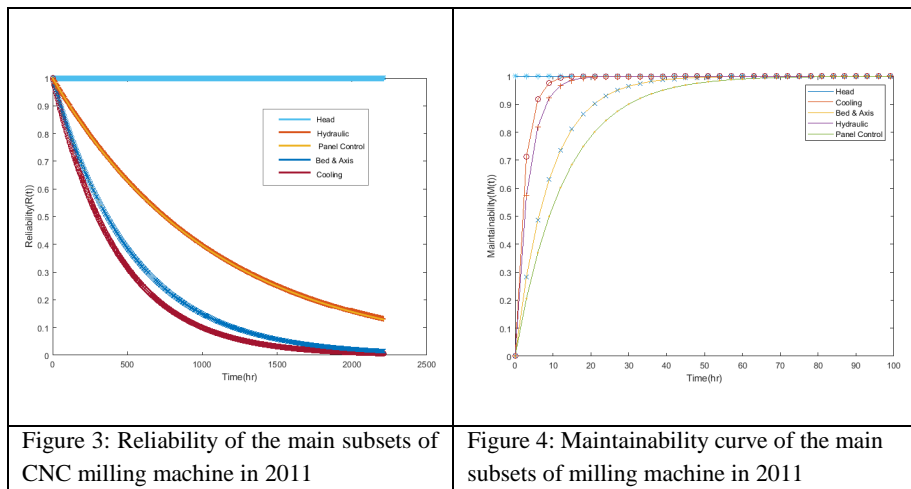 1
0.9
0.8
0.7
0.6
0.5
0.4
0.3
0.2
0.1
0
Reliability(R(t))
Head
Hydraulic
Panel Control
Bed & Axis
Cooling
0 500 1000 1500 2000 2500
Time(hr)
1
0.9
0.8
0.7
0.6
0.5
0.4
0.3
0.2
0.1
0
Maintainability(M(t))
Head
Cooling
Bed & Axis
Hydraulic
Panel Control
0 10 20 30 40 50 60 70 80 90 100
Time(hr)
Figure 3: Reliability of the main subsets of
CNC milling machine in 2011
Figure 4: Maintainability curve of the main
subsets of milling machine in 2011